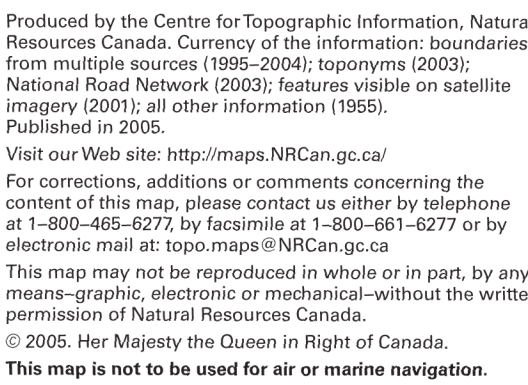 Produced by the Centre for Topographic Information, Natura
Resources Canada. Currency of the information: boundaries
from multiple sources (1995–2004); toponyms (2003);
National Road Network (2003); features visible on satellite
imagery (2001); all other information (1955).
Published in 2005.
Visit our Web site: http://maps.NRCan.gc.ca/
For corrections, additions or comments concerning the
content of this map, please contact us either by telephone
at 1–800–465–6277, by facsimile at 1–800–661–6277 or by
electronic mail at: topo.maps@NRCan.gc.ca
This map may not be reproduced in whole or in part, by any
means–graphic, electronic or mechanical–without the writte
permission of Natural Resources Canada.
© 2005. Her Majesty the Queen in Right of Canada.
This map is not to be used for air or marine navigation.